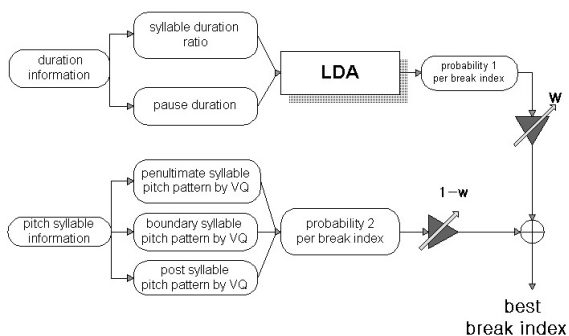 syllable duration
ratio
duration
information
pause duration
LDA
probability 1
per break index
w
penultimate syllable
pitch pattern by VQ
pitch syllable
information
boundary syllable
pitch pattern by VQ
post syllable
pitch pattern by VQ
probability 2
per break index
1-w
best
break index